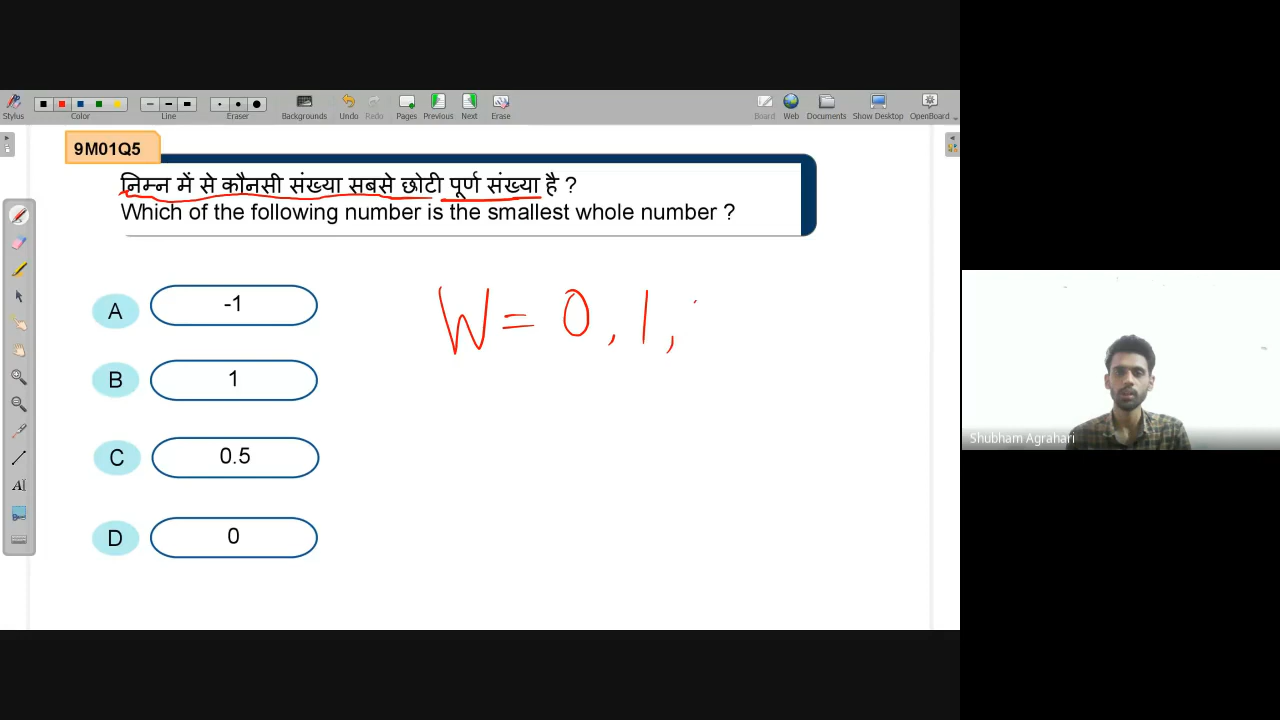 Stylus
Color
Line
Eraser
Backgrounds
Undo
Redo
Pages
Previous
Next
Erase
Board
Web
Documents
Show Desktop
OpenBoard
9M01Q5
निम्न में से कौनसी संख्या सबसे छोटी पूर्ण संख्या है ?
Which of the following number is the smallest whole number ?
A -1
W = 0, 1,
B 1
C 0.5
D 0
Shubham Agrahari